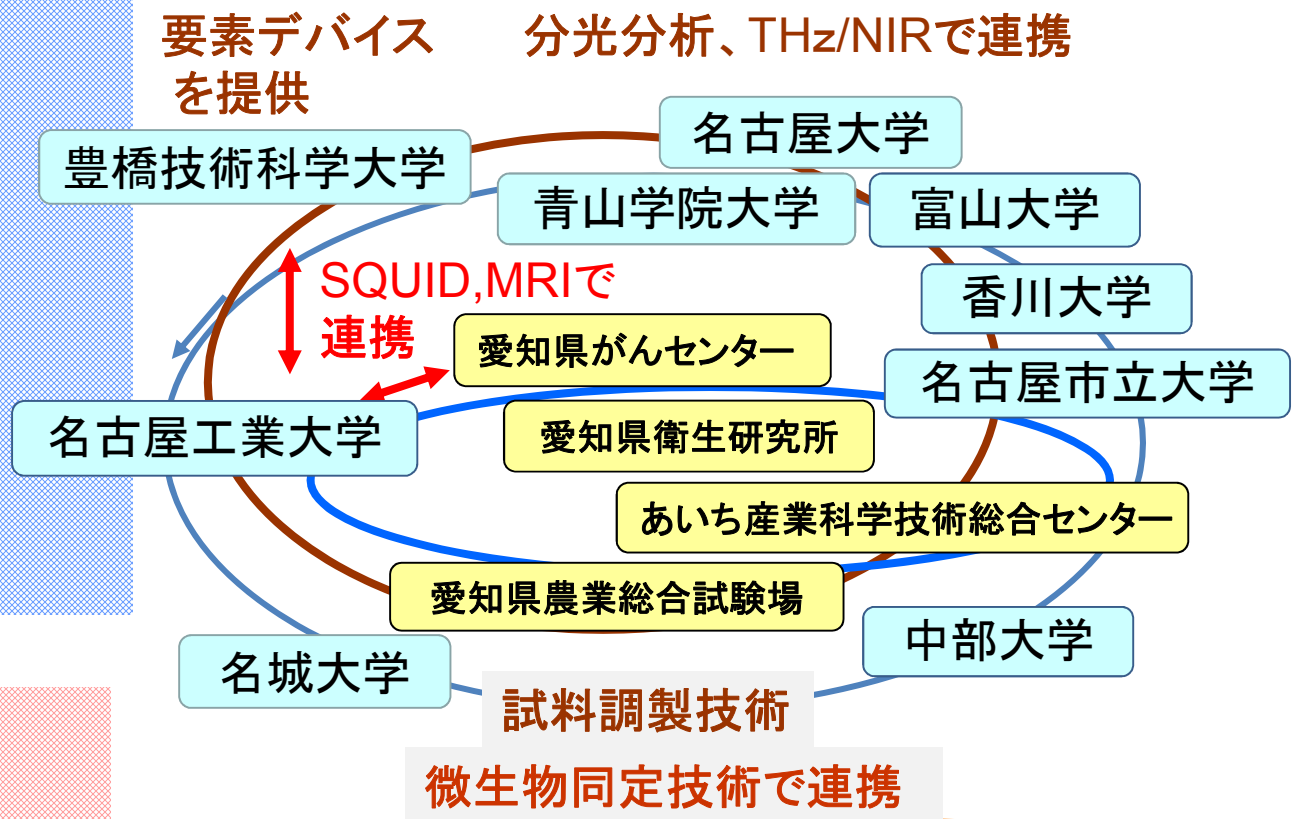 要素デバイス
を提供
分光分析、THz/NIRで連携
名古屋大学
豊橋技術科学大学
青山学院大学
富山大学
SQUID,MRIで
連携
香川大学
愛知県がんセンター
名古屋市立大学
名古屋工業大学
愛知県衛生研究所
あいち産業科学技術総合センター
愛知県農業総合試験場
中部大学
名城大学
試料調製技術
微生物同定技術で連携